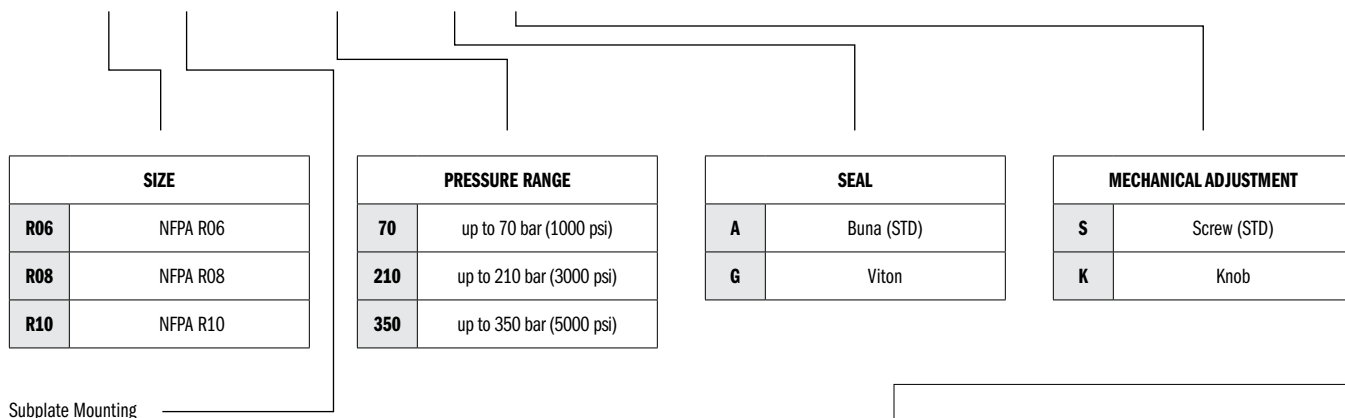 SIZE
R06 NFPA R06
R08 NFPA R08
R10 NFPA R10
PRESSURE RANGE
70 up to 70 bar (1000 psi)
210 up to 210 bar (3000 psi)
350 up to 350 bar (5000 psi)
SEAL
A Buna (STD)
G Viton
MECHANICAL ADJUSTMENT
S Screw (STD)
K Knob
Subplate Mounting